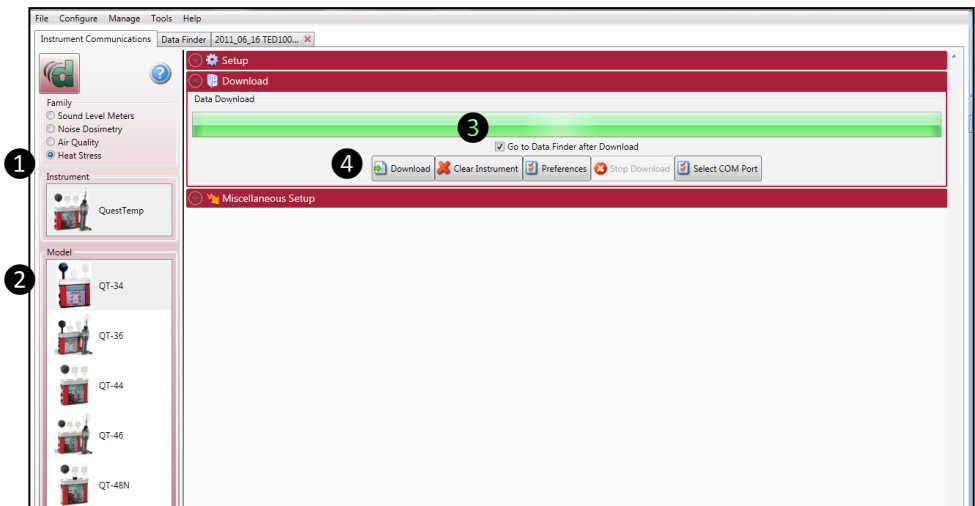 File Configure Manage Tools Help
Instrument Communications Data Finder 2011_06_16 TED100...
Setup
Download
Data Download
Family
Sound Level Meters
Noise Dosimetry
Air Quality
Heat Stress
1
3
Go to Data Finder after Download
4
Download Clear Instrument Preferences Stop Download Select COM Port
Instrument
QuestTemp
Miscellaneous Setup
Model
2
QT-34
QT-36
QT-44
QT-46
QT-48N